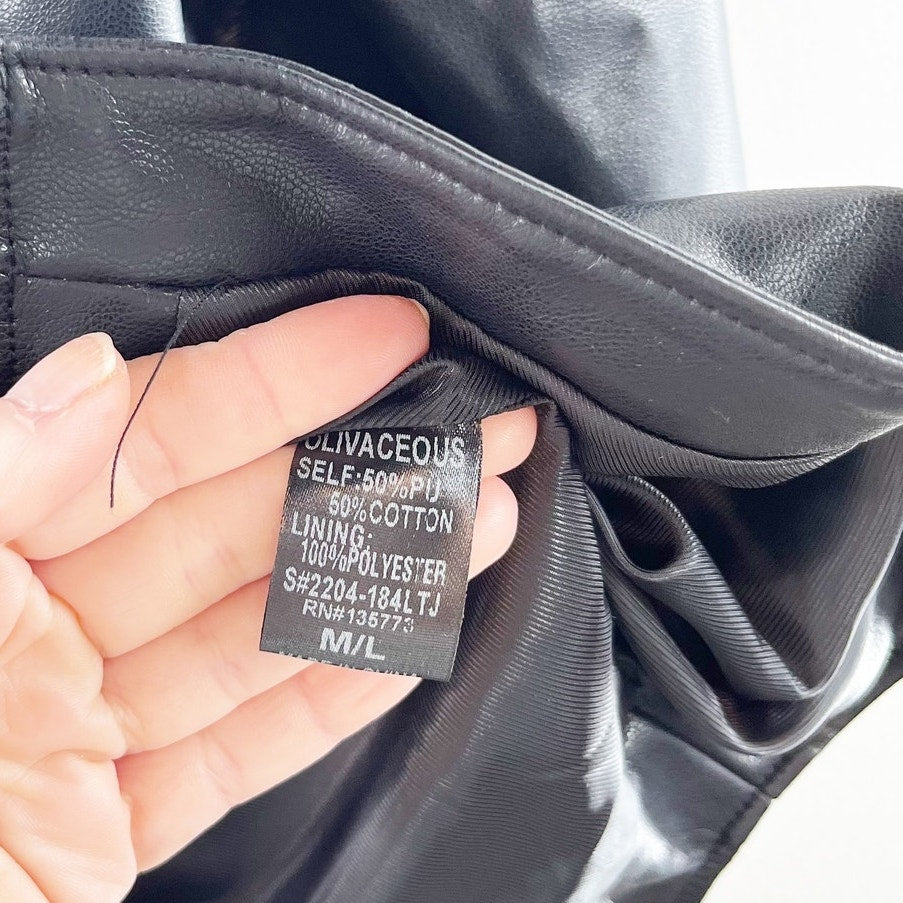 OLIVACEOUS
SELF:50%PU
50%COTTON
LINING:
100%POLYESTER
S#2204-184LTJ
RN#135773
M/L